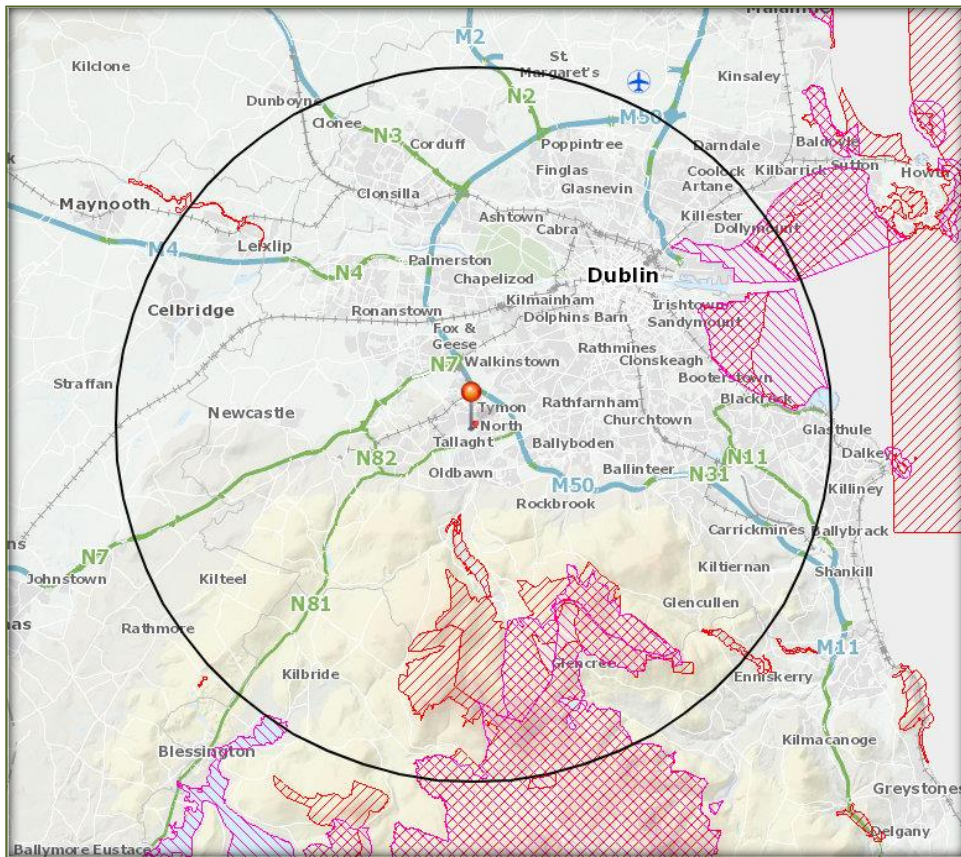 Kilclone
M2
St.
Margaret's
Kinsaley
Dunboyne
N2
M50
Clonee
N3
Corduff
Poppintree
Darndale
Baldoyle
Finglas
Coolock
Kilbarrick
Sutton
Howth
Clonsilla
Glasnevin
Artane
Maynooth
Ashtown
Killester
Cabra
Dollymount
M4
Leixlip
N4
Palmerston
Chapelizod
Dublin
Celbridge
Ronanstown
Kilmainham
Irishtown
Dolphins Barn
Sandymount
Fox &
Geese
Rathmines
Straffan
N7
Walkinstown
Clonskeagh
Booterstown
Newcastle
Tymon
North
Rathfarnham
Blackrock
Churchtown
Glasthule
Tallaght
Ballyboden
Dalkey
N82
Oldbawn
Ballinteer
N31
N11
M50
Killiney
Rockbrook
Carrickmines
Ballybrack
N7
Johnstown
Kilteel
Kiltiernan
Shankill
N81
Glencullen
Rathmore
Kilbride
Glencree
M11
Enniskerry
Blessington
Kilmacanoge
Greystones
Delgany
Ballymore Eustace